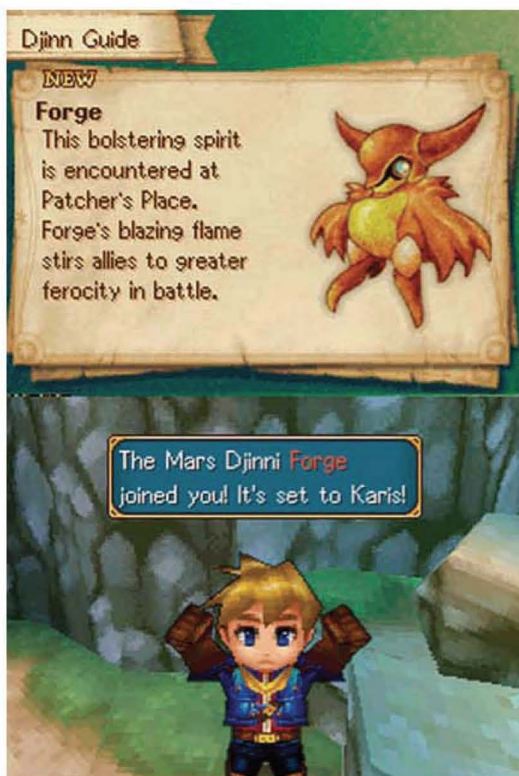 Djinn Guide
NEW
Forge
This bolstering spirit
is encountered at
Patcher's Place.
Forge's blazing flame
stirs allies to greater
ferocity in battle.
The Mars Djinni Forge
joined you! It's set to Karis!